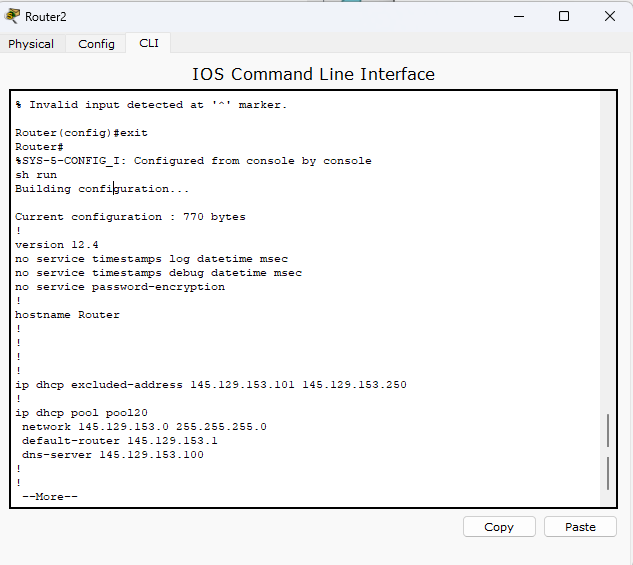 Router2
Physical Config CLI
IOS Command Line Interface
% Invalid input detected at '^' marker.
Router(config)#exit
Router#
%SYS-5-CONFIG_I: Configured from console by console
sh run
Building configuration...
Current configuration : 770 bytes
!
version 12.4
no service timestamps log datetime msec
no service timestamps debug datetime msec
no service password-encryption
!
hostname Router
!
!
!
!
ip dhcp excluded-address 145.129.153.101 145.129.153.250
!
ip dhcp pool pool20
network 145.129.153.0 255.255.255.0
default-router 145.129.153.1
dns-server 145.129.153.100
!
!
--More--
Copy Paste